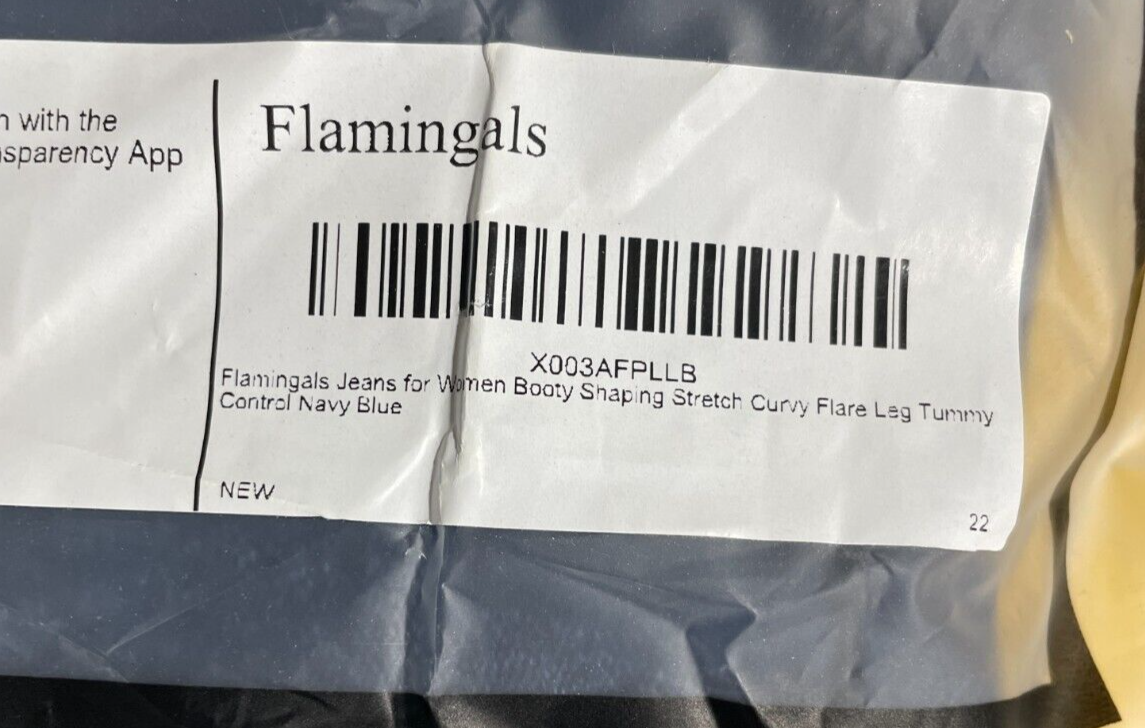 with the
App
Flamingals
X003AFPLLB
Flamingals Jeans for Women Booty Shaping Stretch Curvy Flare Leg Tummy
Control Navy Blue
NEW
22